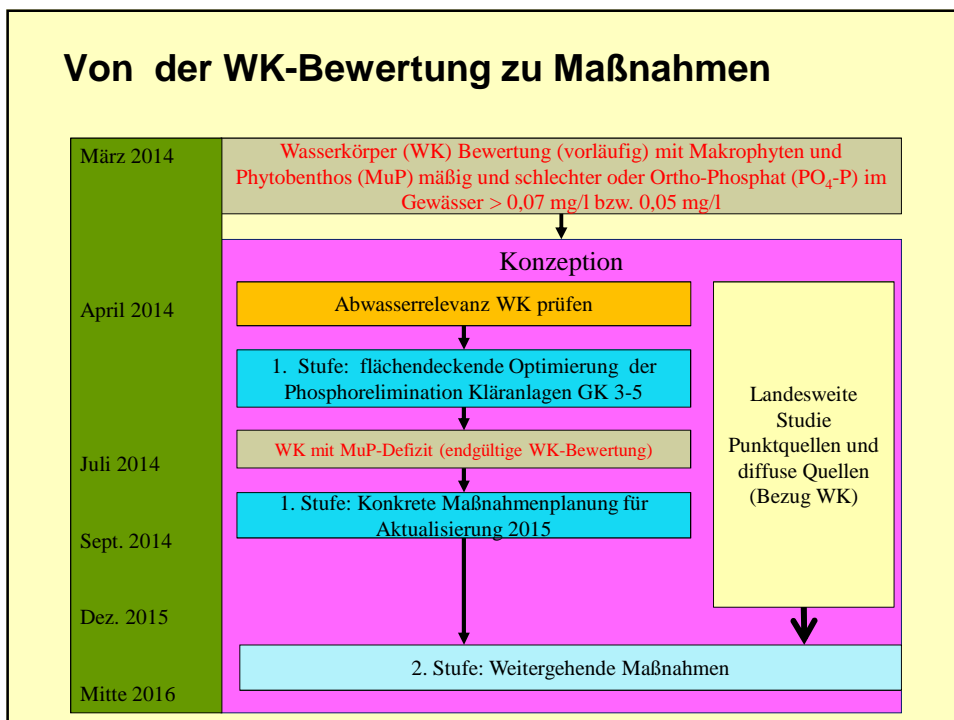 Von der WK-Bewertung zu Maßnahmen
März 2014
Wasserkörper (WK) Bewertung (vorläufig) mit Makrophyten und
Phytobenthos (MuP) mäßig und schlechter oder Ortho-Phosphat (PO₄-P) im
Gewässer > 0,07 mg/l bzw. 0,05 mg/l
Konzeption
April 2014
Abwasserrelevanz WK prüfen
1. Stufe: flächendeckende Optimierung der
Phosphorelimination Kläranlagen GK 3-5
Juli 2014
WK mit MuP-Defizit (endgültige WK-Bewertung)
1. Stufe: Konkrete Maßnahmenplanung für
Aktualisierung 2015
Sept. 2014
Landesweite
Studie
Punktquellen und
diffuse Quellen
(Bezug WK)
Dez. 2015
2. Stufe: Weitergehende Maßnahmen
Mitte 2016